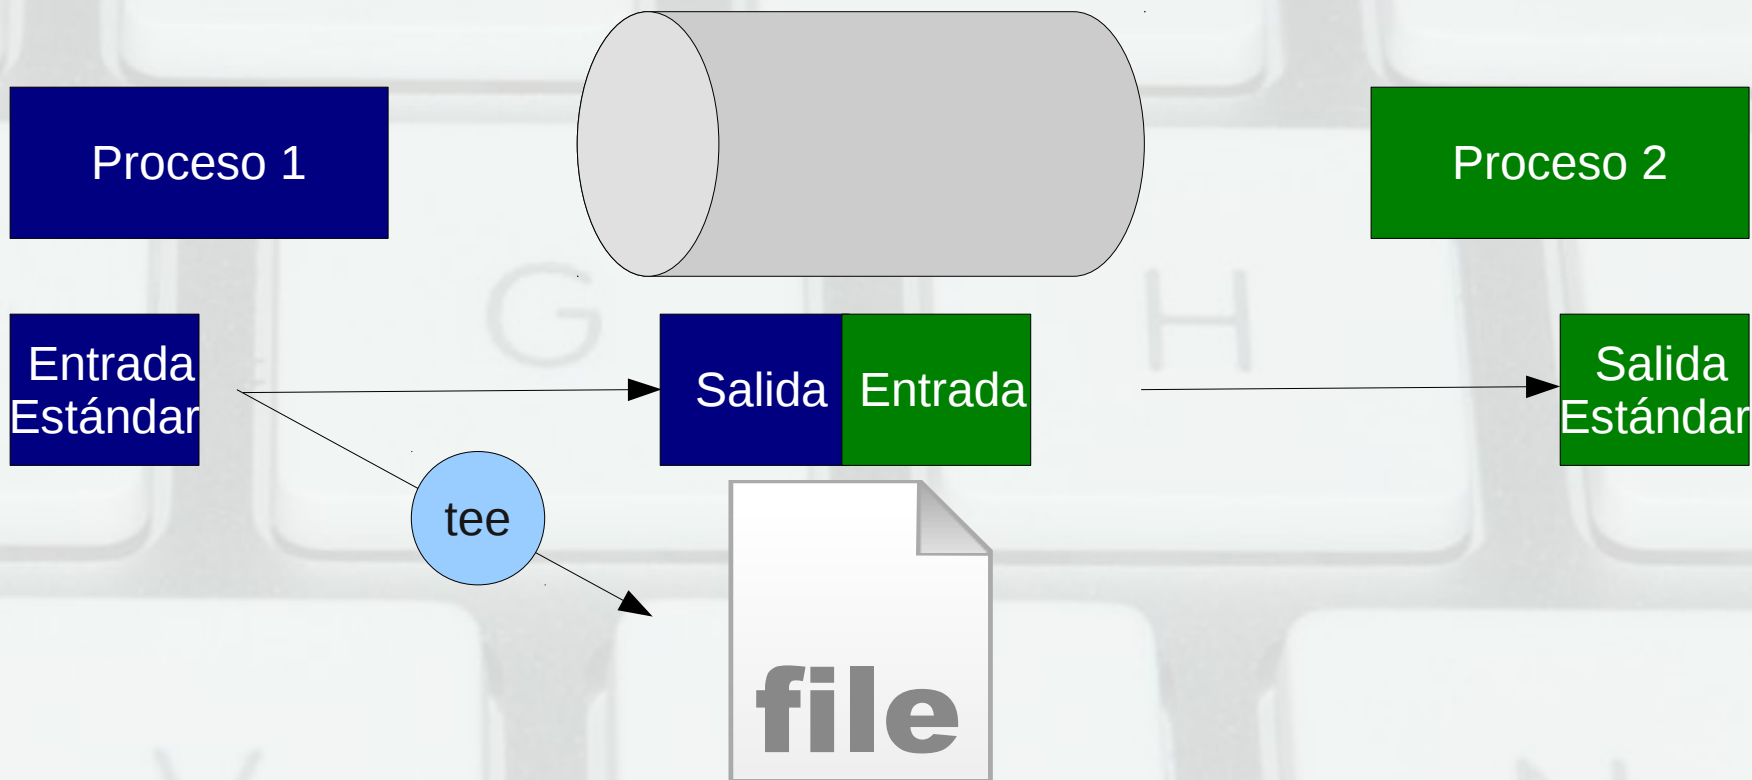 Proceso 1
Proceso 2
G
H
Entrada
Estándar
Salida
Entrada
Salida
Estándar
tee
file
V
N